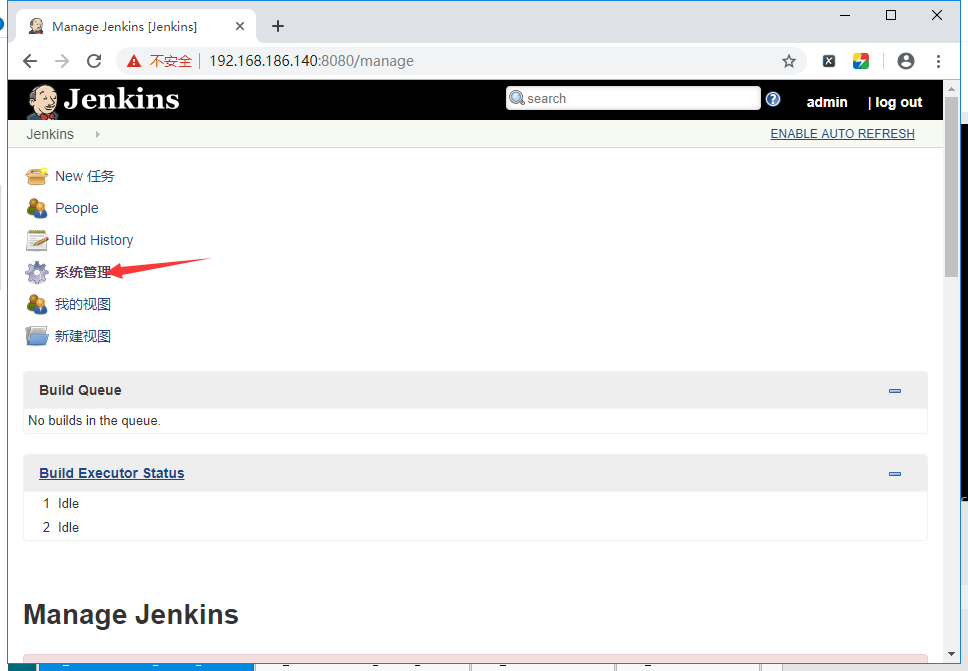 Manage Jenkins [Jenkins]
不安全 192.168.186.140:8080/manage
Jenkins search admin | log out
Jenkins ENABLE AUTO REFRESH
New 任务
People
Build History
系统管理
我的视图
新建视图
Build Queue
No builds in the queue.
Build Executor Status
1 Idle
2 Idle
Manage Jenkins